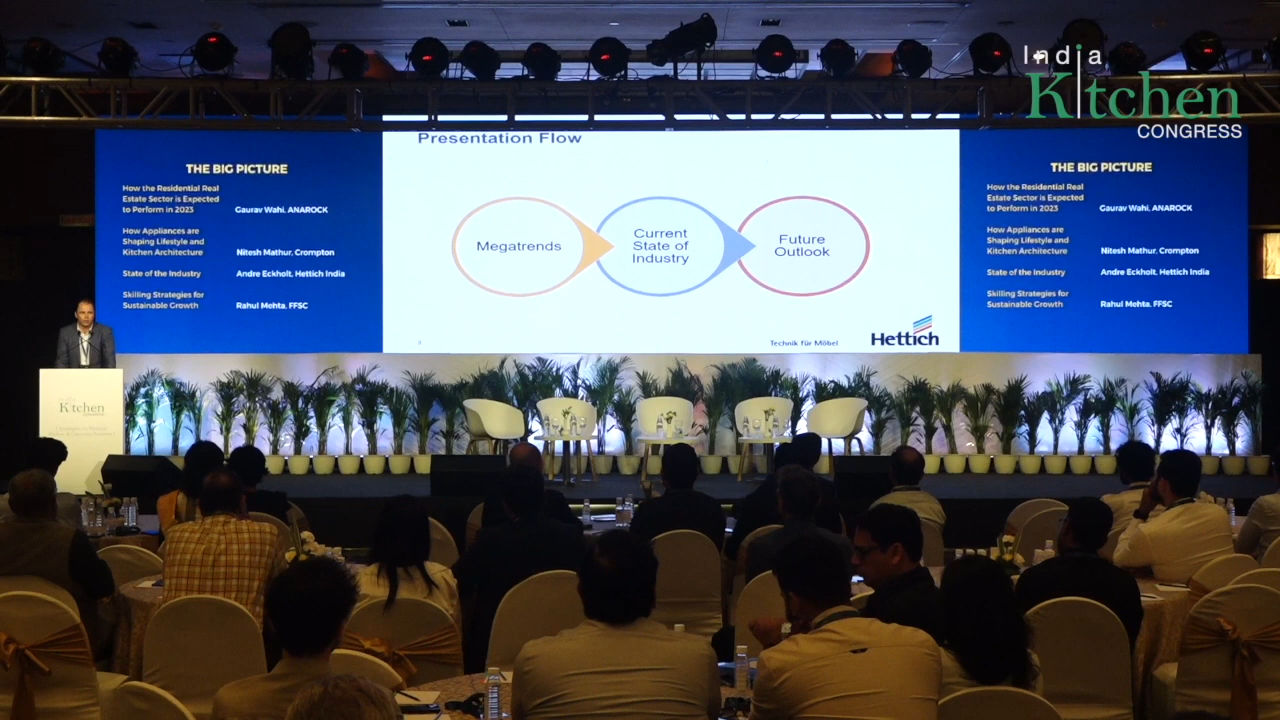 India
Kitchen
CONGRESS
Presentation Flow
THE BIG PICTURE
How the Residential Real
Estate Sector is Expected
to Perform in 2023
Gaurav Wahi, ANAROCK
How Appliances are
Shaping Lifestyle and
Kitchen Architecture
Nitesh Mathur, Crompton
State of the Industry
Andre Eckholt, Hettich India
Skilling Strategies for
Sustainable Growth
Rahul Mehta, FFSC
Megatrends
Current
State of
Industry
Future
Outlook
Technik für Möbel
Hettich
THE BIG PICTURE
How the Residential Real
Estate Sector is Expected
to Perform in 2023
Gaurav Wahi, ANAROCK
How Appliances are
Shaping Lifestyle and
Kitchen Architecture
Nitesh Mathur, Crompton
State of the Industry
Andre Eckholt, Hettich India
Skilling Strategies for
Sustainable Growth
Rahul Mehta, FFSC
India
Kitchen
CONGRESS